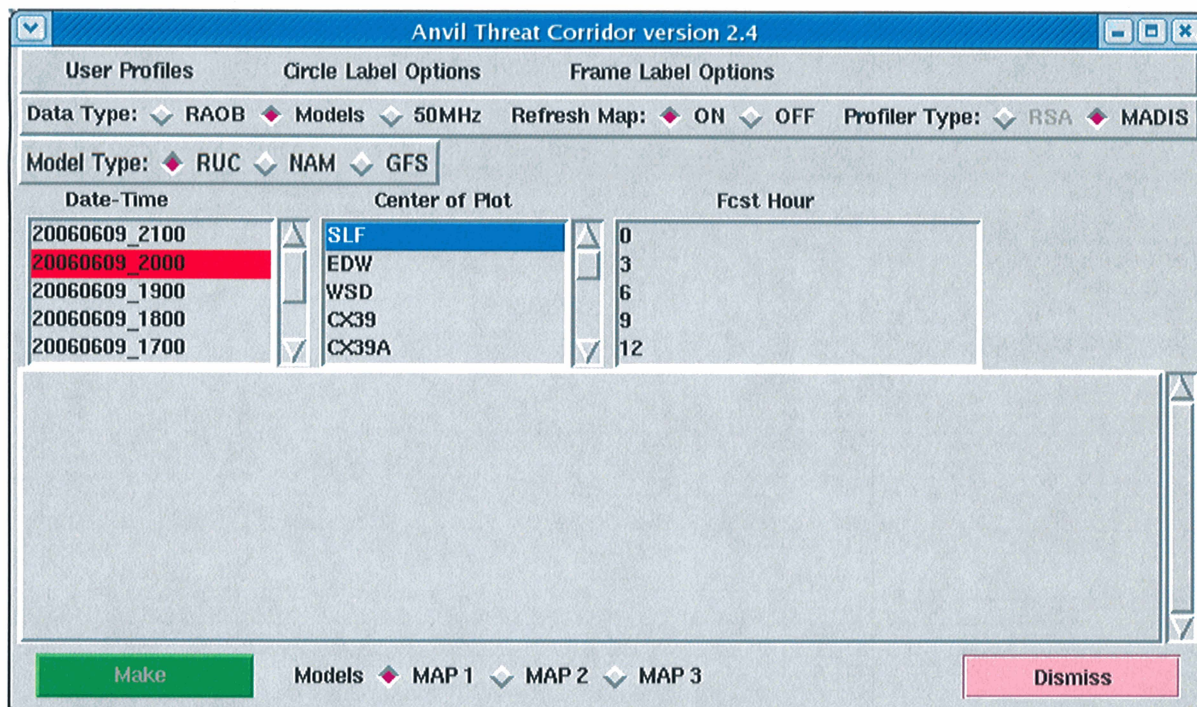 Anvil Threat Corridor version 2.4
User Profiles Circle Label Options Frame Label Options
Data Type: RAOB Models 50MHz Refresh Map: ON OFF Profiler Type: RSA MADIS
Model Type: RUC NAM GFS
Date-Time Center of Plot Fcst Hour
20060609_2100 SLF 0
20060609_2000 EDW 3
20060609_1900 WSD 6
20060609_1800 CX39 9
20060609_1700 CX39A 12
Make Models MAP 1 MAP 2 MAP 3 Dismiss